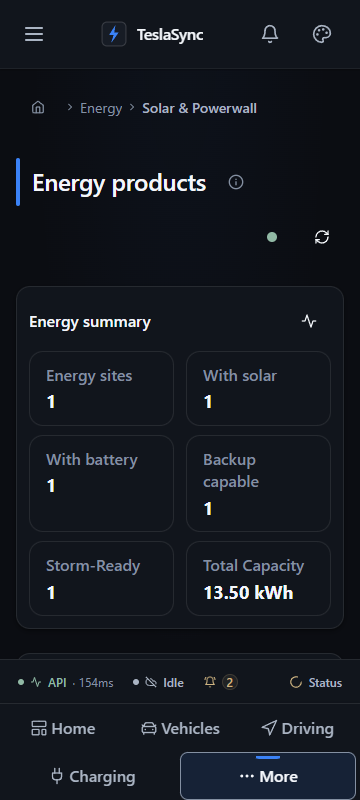 TeslaSync
Energy
Solar & Powerwall
Energy products
Energy summary
Energy sites
1
With solar
1
With battery
1
Backup
capable
1
Storm-Ready
1
Total Capacity
13.50 kWh
API · 154ms
Idle
2
Status
Home
Vehicles
Driving
Charging
More